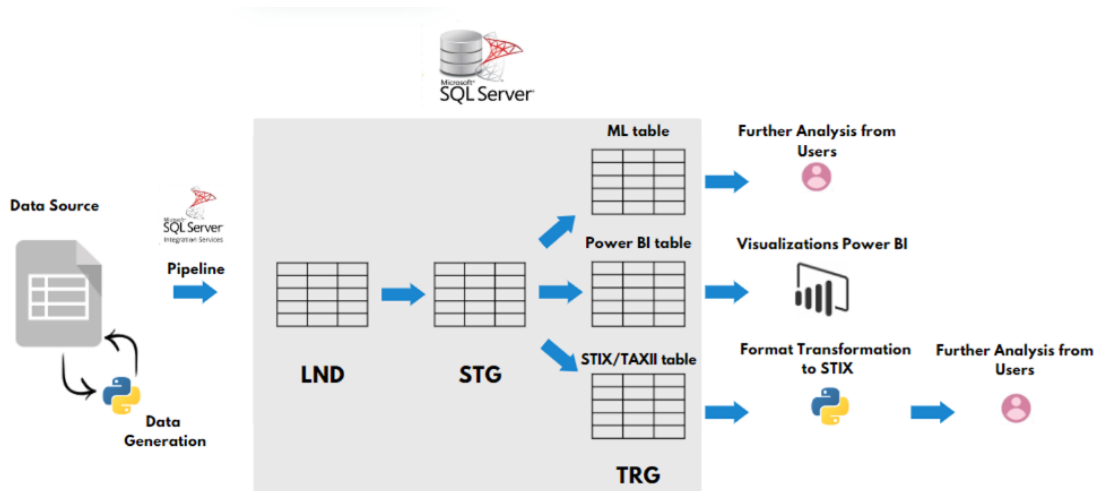 Microsoft®
SQL Server®
ML table
Further Analysis from
Users
Data Source
Microsoft®
SQL Server
Integration Services
Pipeline
Power BI table
Visualizations Power BI
LND
STG
STIX/TAXII table
Format Transformation
to STIX
Further Analysis from
Users
Data
Generation
TRG